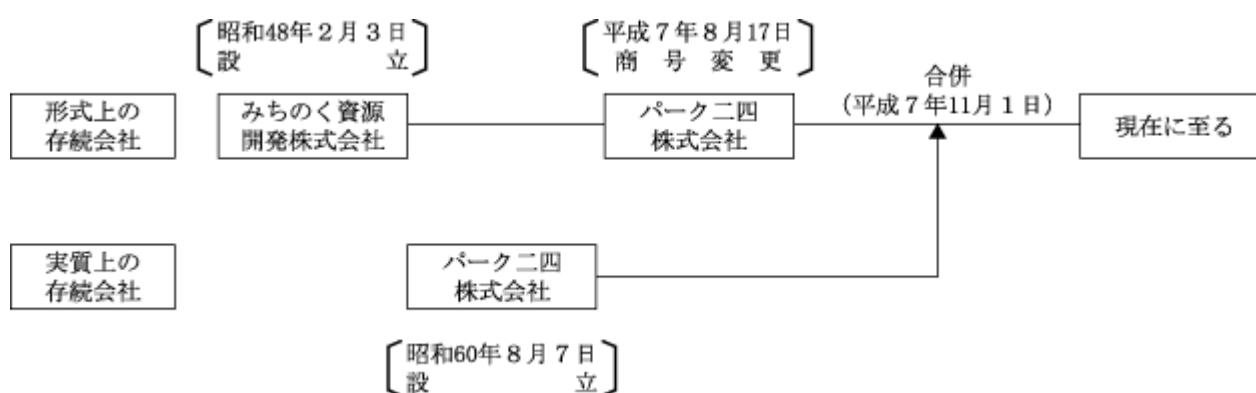 昭和48年2月3日
設　　　　立
平成7年8月17日
商　号　変　更
合併
（平成7年11月1日）
形式上の
存続会社
みちのく資源
開発株式会社
パーク二四
株式会社
現在に至る
実質上の
存続会社
パーク二四
株式会社
昭和60年8月7日
設　　　　立